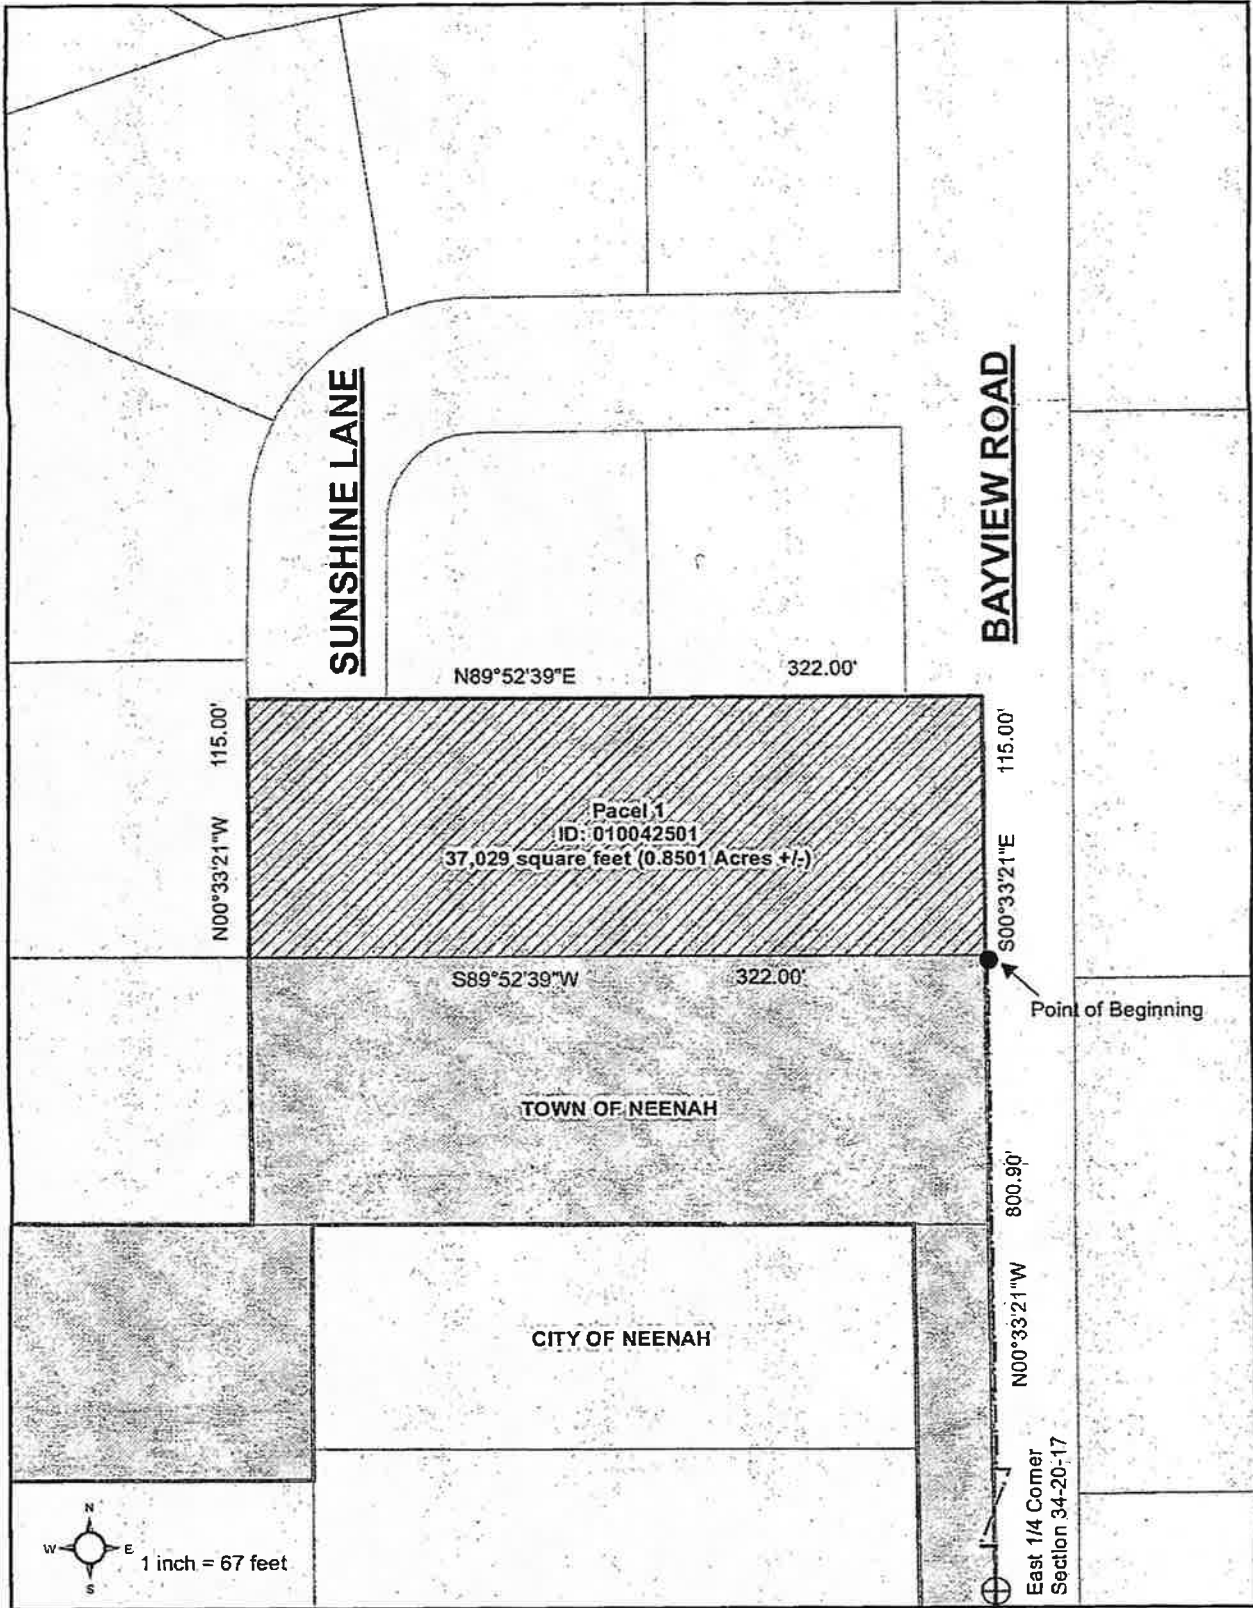 SUNSHINE LANE
BAYVIEW ROAD
N89°52'39"E 322.00'
N00°33'21"W 115.00'
S00°33'21"E 115.00'
Pacel 1
ID: 010042501
37,029 square feet (0.8501 Acres +/-)
S89°52'39"W 322.00'
Point of Beginning
TOWN OF NEENAH
N00°33'21"W 800.90'
CITY OF NEENAH
East 1/4 Corner
Section 34-20-17
N
W E
S
1 inch = 67 feet